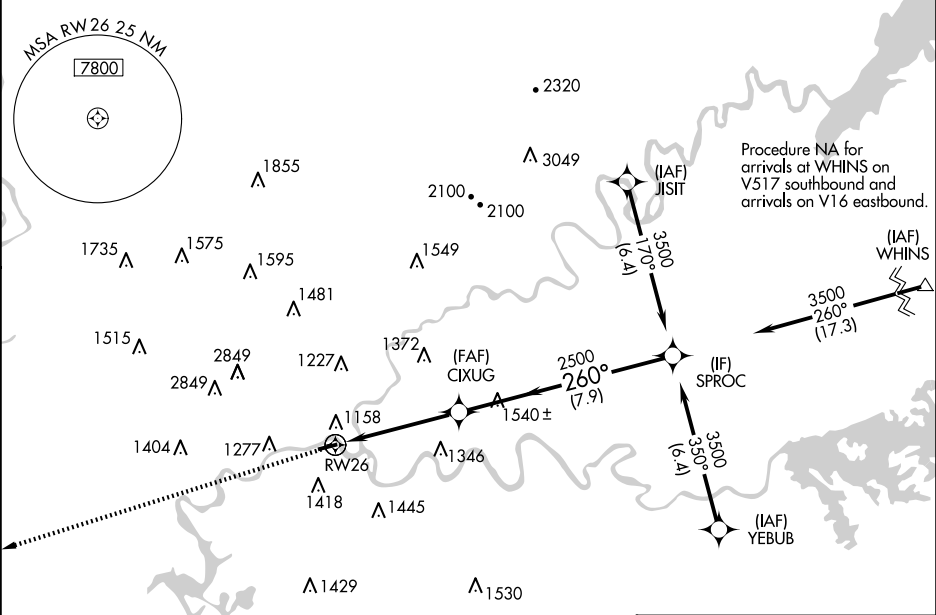 MSA RW26 25 NM
7800
2320
3049
1855
2100
2100
(IAF)
JISIT
Procedure NA for
arrivals at WHINS on
V517 southbound and
arrivals on V16 eastbound.
1735
1575
1595
1549
3500
170°
(6.4)
(IAF)
WHINS
1481
3500
260°
(17.3)
1515
2849
2849
1227
1372
(FAF)
CIXUG
2500
260°
(7.9)
(IF)
SPROC
1540±
1158
1404
1277
RW26
1346
3500
350°
(6.4)
1418
1445
(IAF)
YEBUB
1429
1530